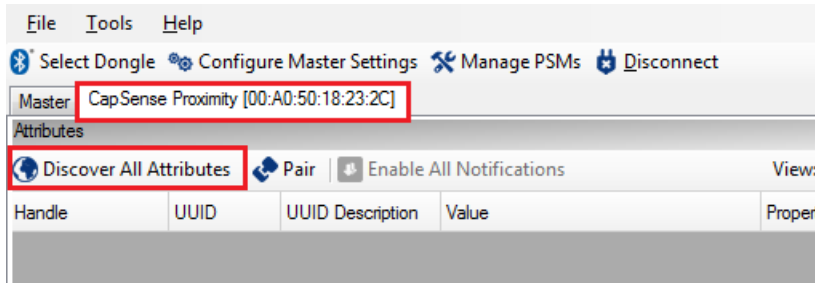 File Tools Help
Select Dongle Configure Master Settings Manage PSMs Disconnect
Master CapSense Proximity [00:A0:50:18:23:2C]
Attributes
Discover All Attributes Pair Enable All Notifications View:
Handle UUID UUID Description Value Proper